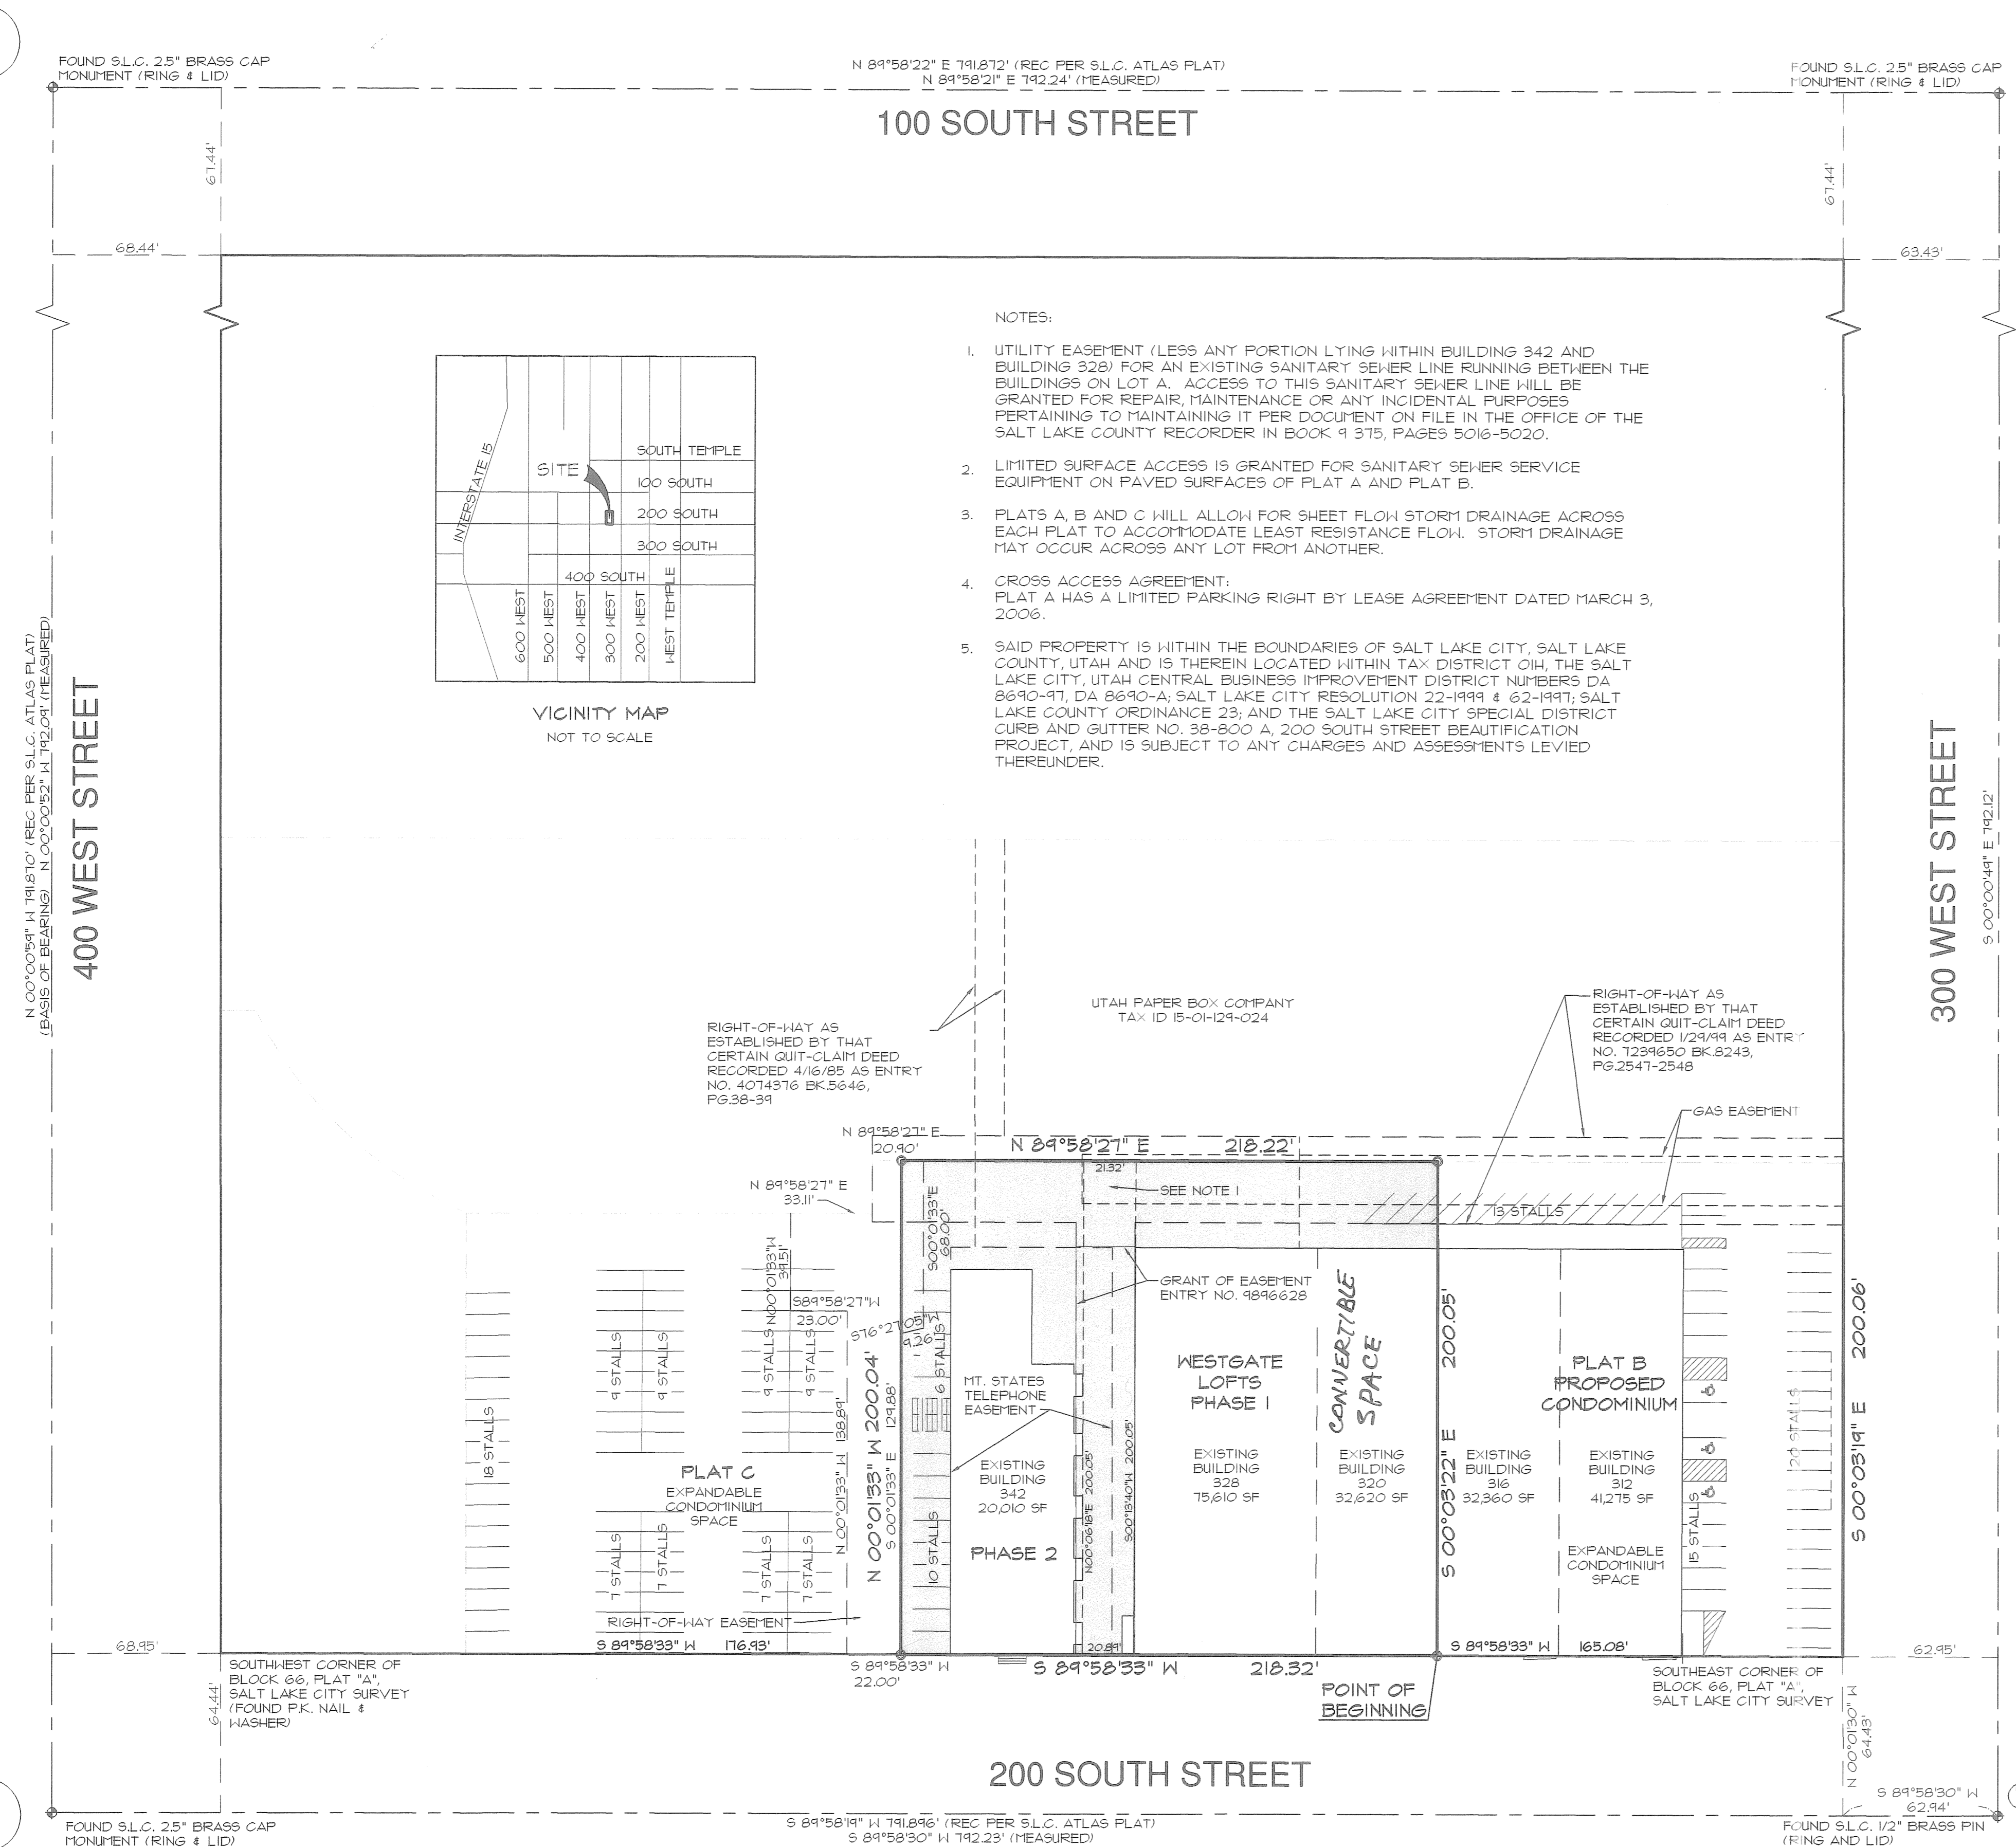 FOUND S.L.C. 2.5" BRASS CAP
MONUMENT (RING & LID)
N 89°58'22" E 791.872' (REC PER S.L.C. ATLAS PLAT)
N 89°58'21" E 792.24' (MEASURED)
FOUND S.L.C. 2.5" BRASS CAP
MONUMENT (RING & LID)
100 SOUTH STREET
67.44'
67.44'
68.44'
63.43'
NOTES:
1. UTILITY EASEMENT (LESS ANY PORTION LYING WITHIN BUILDING 342 AND
BUILDING 328) FOR AN EXISTING SANITARY SEWER LINE RUNNING BETWEEN THE
BUILDINGS ON LOT A. ACCESS TO THIS SANITARY SEWER LINE WILL BE
GRANTED FOR REPAIR, MAINTENANCE OR ANY INCIDENTAL PURPOSES
PERTAINING TO MAINTAINING IT PER DOCUMENT ON FILE IN THE OFFICE OF THE
SALT LAKE COUNTY RECORDER IN BOOK 9 375, PAGES 5016-5020.
2. LIMITED SURFACE ACCESS IS GRANTED FOR SANITARY SEWER SERVICE
EQUIPMENT ON PAVED SURFACES OF PLAT A AND PLAT B.
3. PLATS A, B AND C WILL ALLOW FOR SHEET FLOW STORM DRAINAGE ACROSS
EACH PLAT TO ACCOMMODATE LEAST RESISTANCE FLOW. STORM DRAINAGE
MAY OCCUR ACROSS ANY LOT FROM ANOTHER.
4. CROSS ACCESS AGREEMENT:
PLAT A HAS A LIMITED PARKING RIGHT BY LEASE AGREEMENT DATED MARCH 3,
2006.
5. SAID PROPERTY IS WITHIN THE BOUNDARIES OF SALT LAKE CITY, SALT LAKE
COUNTY, UTAH AND IS THEREIN LOCATED WITHIN TAX DISTRICT 01H, THE SALT
LAKE CITY, UTAH CENTRAL BUSINESS IMPROVEMENT DISTRICT NUMBERS DA
8690-97, DA 8690-A; SALT LAKE CITY RESOLUTION 22-1999 & 62-1997; SALT
LAKE COUNTY ORDINANCE 23; AND THE SALT LAKE CITY SPECIAL DISTRICT
CURB AND GUTTER NO. 38-800 A, 200 SOUTH STREET BEAUTIFICATION
PROJECT, AND IS SUBJECT TO ANY CHARGES AND ASSESSMENTS LEVIED
THEREUNDER.
INTERSTATE 15
SITE
SOUTH TEMPLE
100 SOUTH
200 SOUTH
300 SOUTH
400 SOUTH
600 WEST
500 WEST
400 WEST
300 WEST
200 WEST
WEST TEMPLE
VICINITY MAP
NOT TO SCALE
N 00°00'59" W 791.870' (REC PER S.L.C. ATLAS PLAT)
(BASIS OF BEARING) N 00°00'52" W 792.09' (MEASURED)
400 WEST STREET
300 WEST STREET
S 00°00'49" E 792.12'
RIGHT-OF-WAY AS
ESTABLISHED BY THAT
CERTAIN QUIT-CLAIM DEED
RECORDED 4/16/85 AS ENTRY
NO. 4074376 BK.5646,
PG.38-39
UTAH PAPER BOX COMPANY
TAX ID 15-01-129-024
RIGHT-OF-WAY AS
ESTABLISHED BY THAT
CERTAIN QUIT-CLAIM DEED
RECORDED 1/29/99 AS ENTRY
NO. 7239650 BK.8243,
PG.2547-2548
GAS EASEMENT
N 89°58'27" E
20.90'
N 89°58'27" E 218.22'
21.32'
SEE NOTE 1
N 89°58'27" E
33.11'
S00°01'33"E
68.00'
13 STALLS
GRANT OF EASEMENT
ENTRY NO. 9896628
N00°01'33"W
39.51'
S89°58'27"W
23.00'
S76°27'05"W
9.26'
6 STALLS
9 STALLS
9 STALLS
9 STALLS
9 STALLS
18 STALLS
N 00°01'33" W 138.89'
N 00°01'33" W 200.04'
S 00°01'33" E 129.88'
MT. STATES
TELEPHONE
EASEMENT
WESTGATE
LOFTS
PHASE 1
CONVERTIBLE
SPACE
S 00°03'22" E 200.05'
PLAT B
PROPOSED
CONDOMINIUM
S 00°03'19" E 200.06'
PLAT C
EXPANDABLE
CONDOMINIUM
SPACE
EXISTING
BUILDING
342
20,010 SF
N00°06'18"E 200.05'
S00°13'40"W 200.05'
EXISTING
BUILDING
328
75,610 SF
EXISTING
BUILDING
320
32,620 SF
EXISTING
BUILDING
316
32,360 SF
EXISTING
BUILDING
312
41,275 SF
20 STALLS
15 STALLS
10 STALLS
PHASE 2
EXPANDABLE
CONDOMINIUM
SPACE
7 STALLS
7 STALLS
7 STALLS
7 STALLS
RIGHT-OF-WAY EASEMENT
68.95'
S 89°58'33" W 176.93'
20.89'
S 89°58'33" W 165.08'
62.95'
SOUTHWEST CORNER OF
BLOCK 66, PLAT "A",
SALT LAKE CITY SURVEY
(FOUND P.K. NAIL &
WASHER)
64.44'
S 89°58'33" W
22.00'
S 89°58'33" W 218.32'
POINT OF
BEGINNING
SOUTHEAST CORNER OF
BLOCK 66, PLAT "A",
SALT LAKE CITY SURVEY
N 00°01'30" W
64.43'
200 SOUTH STREET
S 89°58'30" W
62.94'
FOUND S.L.C. 2.5" BRASS CAP
MONUMENT (RING & LID)
S 89°58'19" W 791.896' (REC PER S.L.C. ATLAS PLAT)
S 89°58'30" W 792.23' (MEASURED)
FOUND S.L.C. 1/2" BRASS PIN
(RING AND LID)